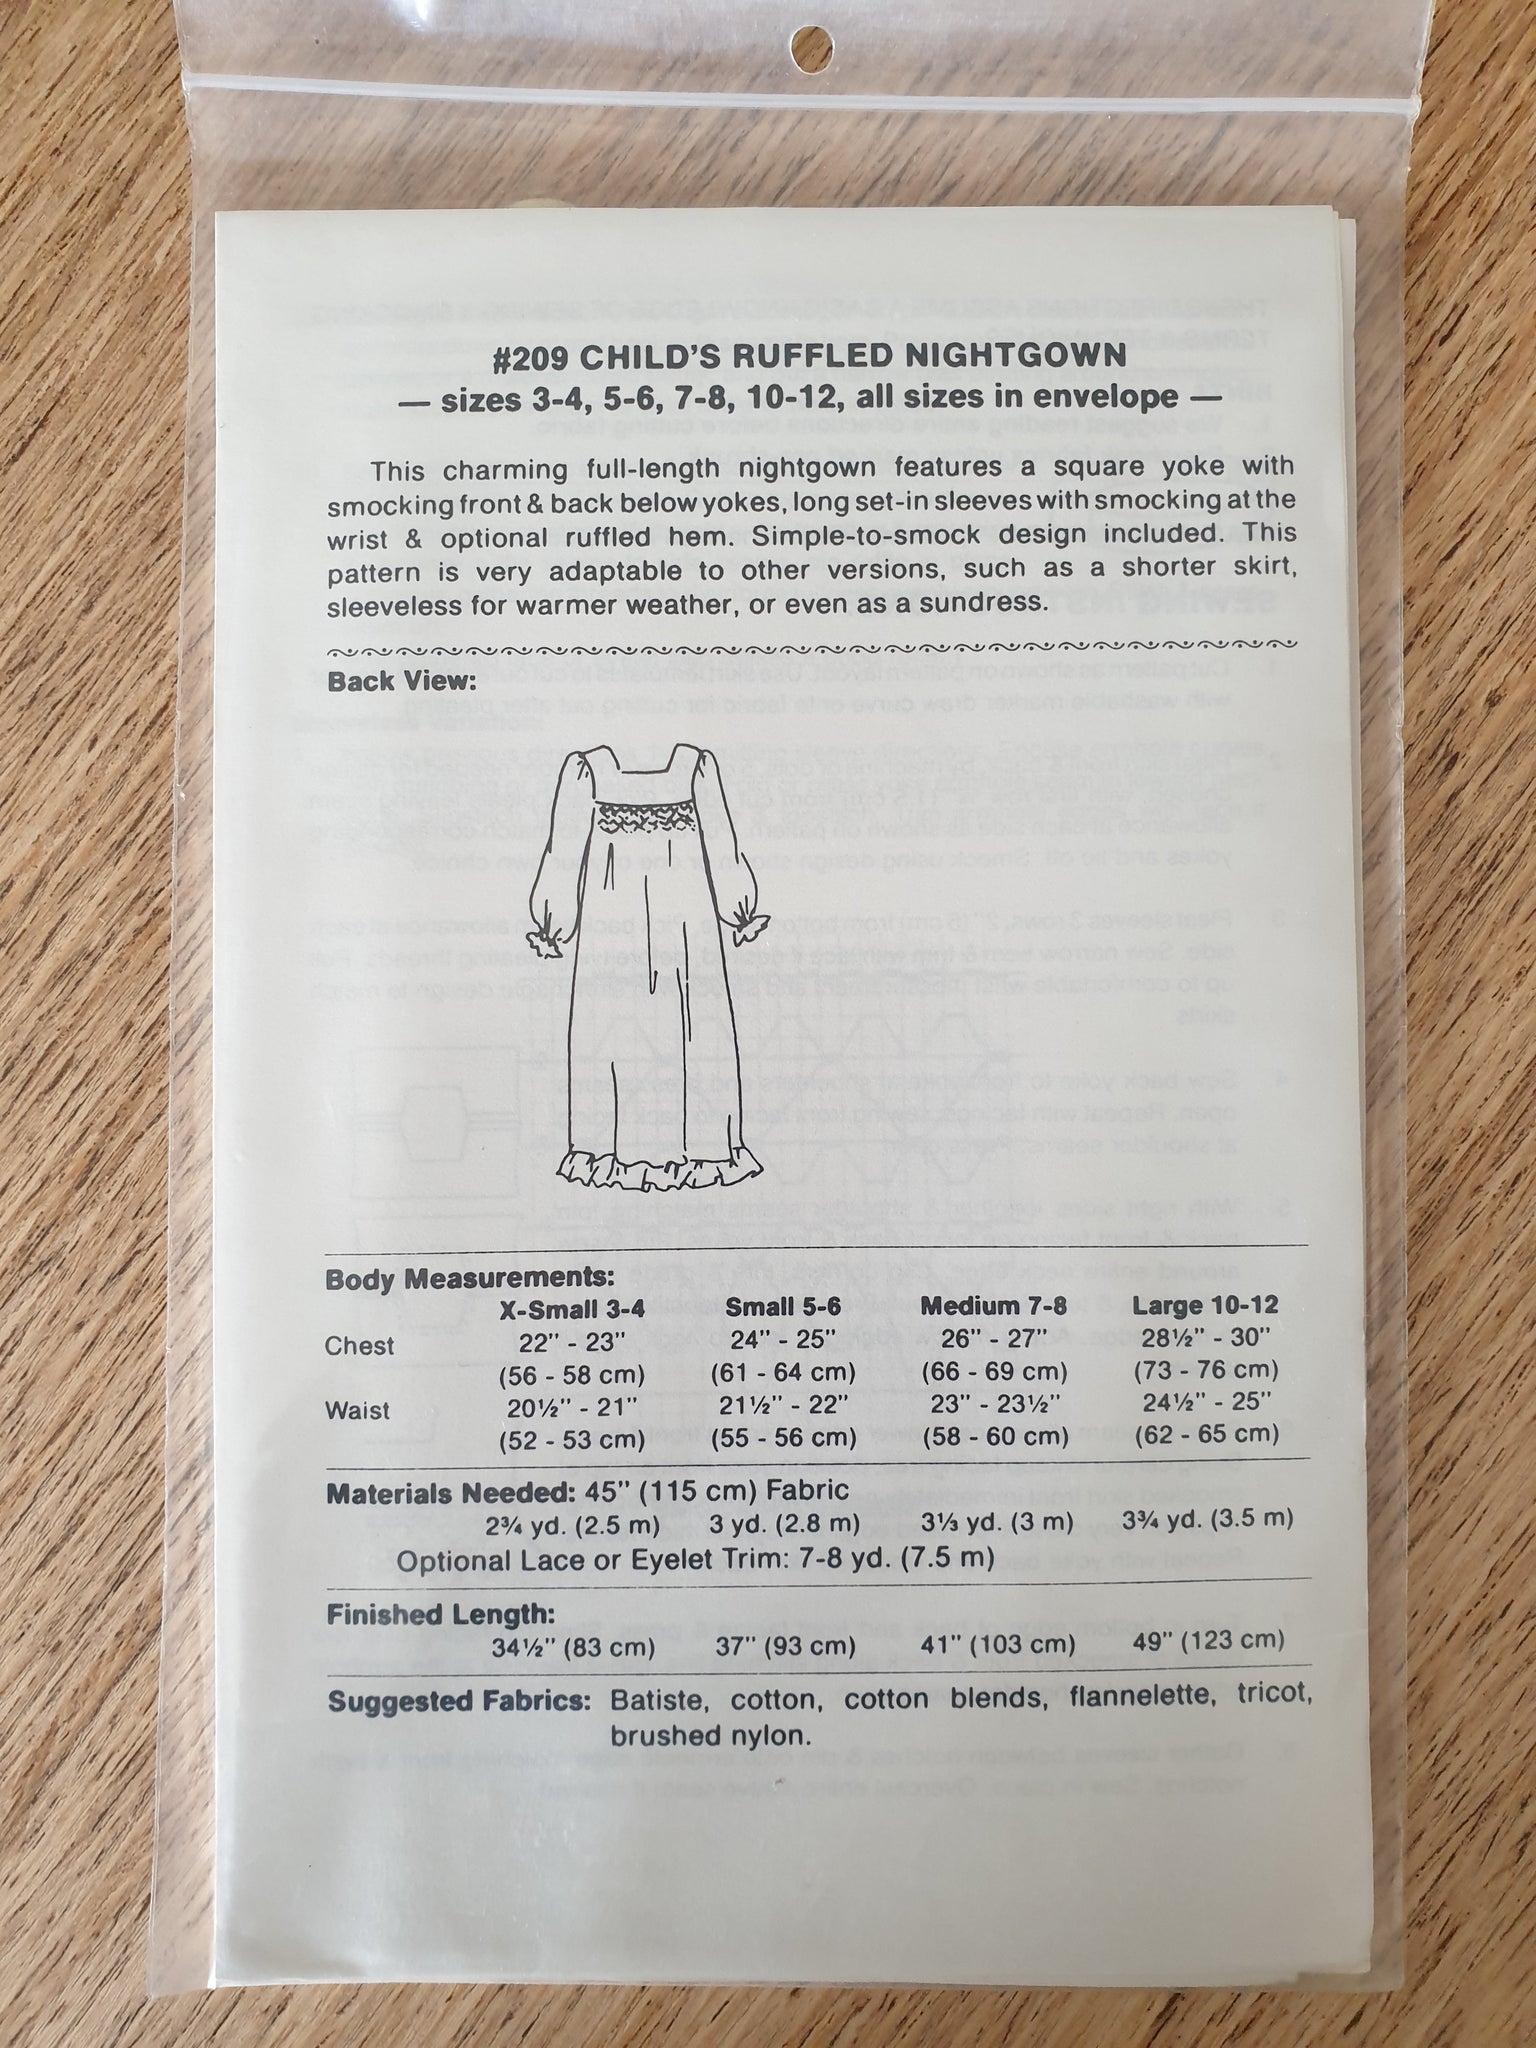 #209 CHILD'S RUFFLED NIGHTGOWN
— sizes 3-4, 5-6, 7-8, 10-12, all sizes in envelope —
This charming full-length nightgown features a square yoke with
smocking front & back below yokes, long set-in sleeves with smocking at the
wrist & optional ruffled hem. Simple-to-smock design included. This
pattern is very adaptable to other versions, such as a shorter skirt,
sleeveless for warmer weather, or even as a sundress.
Back View:
Body Measurements:
X-Small 3-4 Small 5-6 Medium 7-8 Large 10-12
Chest 22" - 23" 24" - 25" 26" - 27" 28½" - 30"
(56 - 58 cm) (61 - 64 cm) (66 - 69 cm) (73 - 76 cm)
Waist 20½" - 21" 21½" - 22" 23" - 23½" 24½" - 25"
(52 - 53 cm) (55 - 56 cm) (58 - 60 cm) (62 - 65 cm)
Materials Needed: 45" (115 cm) Fabric
2¾ yd. (2.5 m) 3 yd. (2.8 m) 3⅓ yd. (3 m) 3¾ yd. (3.5 m)
Optional Lace or Eyelet Trim: 7-8 yd. (7.5 m)
Finished Length:
34½" (83 cm) 37" (93 cm) 41" (103 cm) 49" (123 cm)
Suggested Fabrics: Batiste, cotton, cotton blends, flannelette, tricot,
brushed nylon.